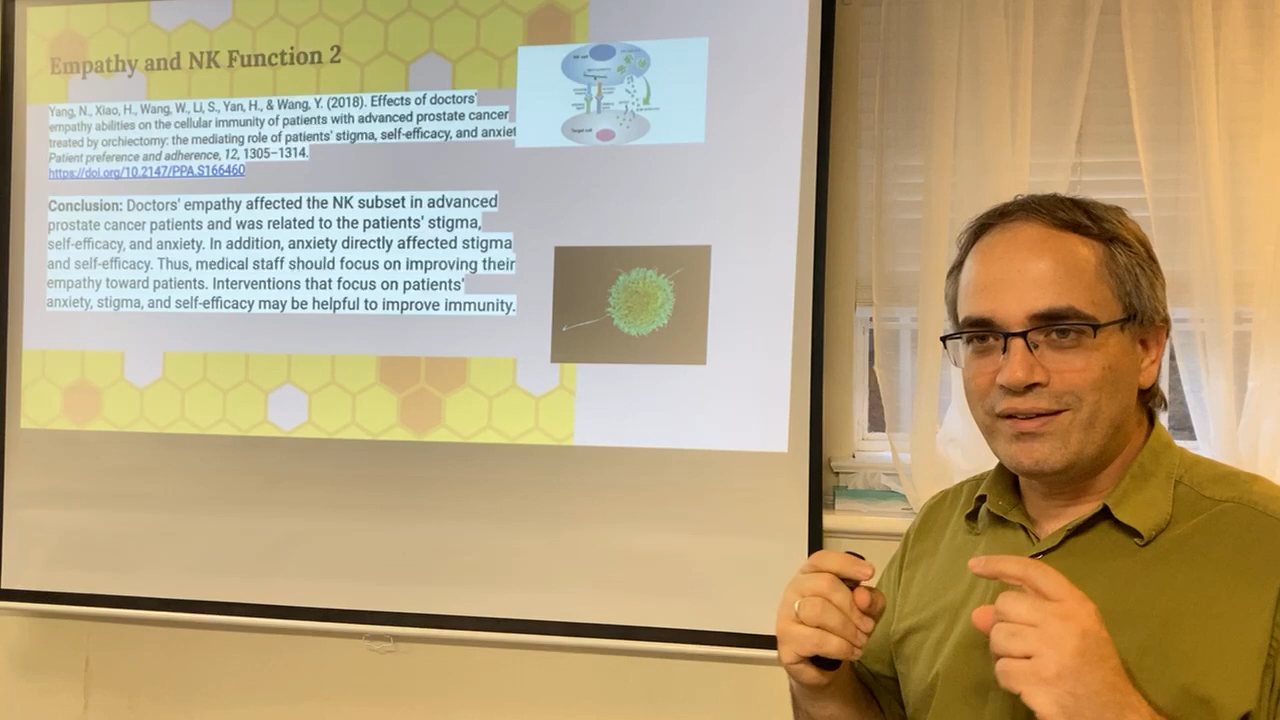 Empathy and NK Function 2
Yang, N., Xiao, H., Wang, W., Li, S., Yan, H., & Wang, Y. (2018). Effects of doctors'
empathy abilities on the cellular immunity of patients with advanced prostate cancer
treated by orchiectomy: the mediating role of patients' stigma, self-efficacy, and anxiet
Patient preference and adherence, 12, 1305–1314.
https://doi.org/10.2147/PPA.S166460
Conclusion: Doctors' empathy affected the NK subset in advanced
prostate cancer patients and was related to the patients' stigma,
self-efficacy, and anxiety. In addition, anxiety directly affected stigma
and self-efficacy. Thus, medical staff should focus on improving their
empathy toward patients. Interventions that focus on patients'
anxiety, stigma, and self-efficacy may be helpful to improve immunity.
NK cell
Target cell